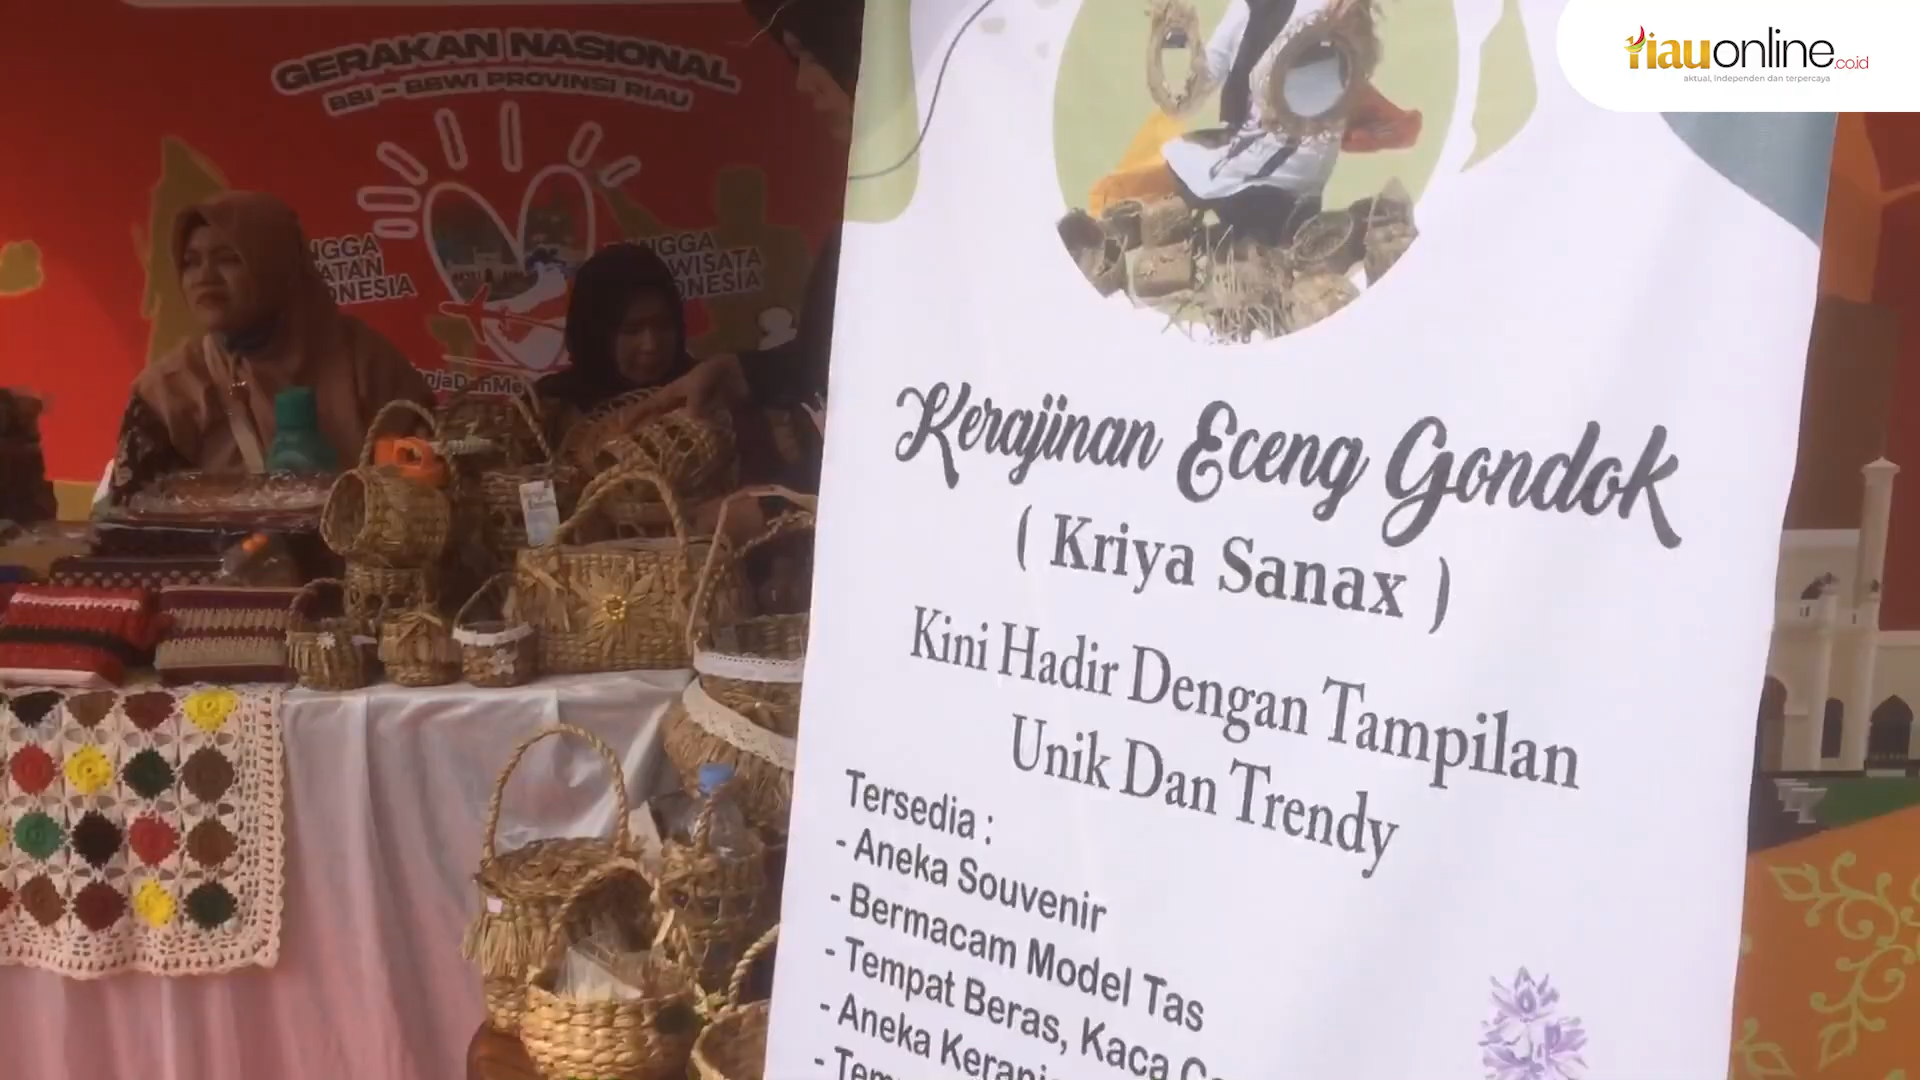 riauonline.co.id
aktual, independen dan terpercaya
GERAKAN NASIONAL
BBI - BBWI PROVINSI RIAU
Kerajinan Eceng Gondok
( Kriya Sanax )
Kini Hadir Dengan Tampilan
Unik Dan Trendy
Tersedia :
- Aneka Souvenir
- Bermacam Model Tas
- Tempat Beras, Kaca
- Aneka